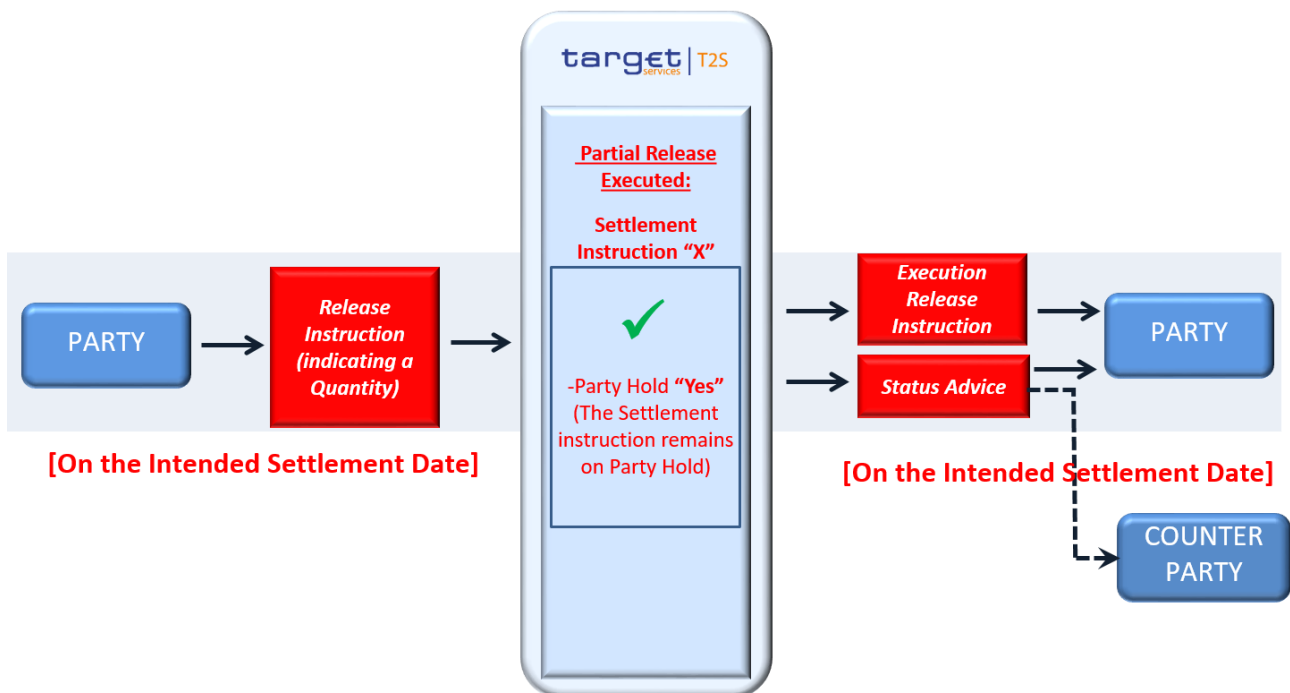 target | T2S
services
Partial Release
Executed:
Settlement
Instruction “X”
-Party Hold “Yes”
(The Settlement
instruction remains
on Party Hold)
PARTY
Release
Instruction
(indicating a
Quantity)
[On the Intended Settlement Date]
Execution
Release
Instruction
Status Advice
PARTY
[On the Intended Settlement Date]
COUNTER
PARTY